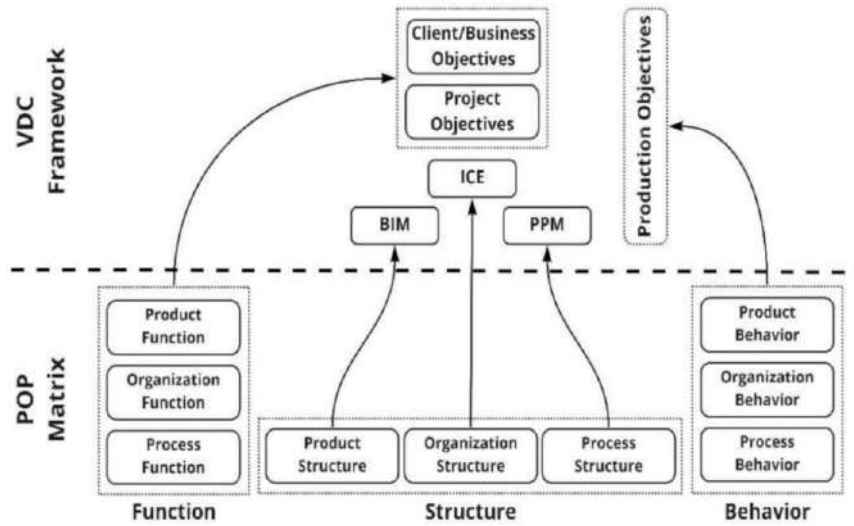 VDC
Framework
Client/Business
Objectives
Project
Objectives
Production Objectives
ICE
BIM
PPM
POP
Matrix
Product
Function
Organization
Function
Process
Function
Function
Product
Structure
Organization
Structure
Process
Structure
Structure
Product
Behavior
Organization
Behavior
Process
Behavior
Behavior